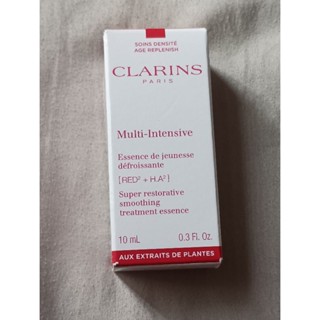 SOINS DENSITÉ
AGE REPLENISH
CLARINS
PARIS
Multi-Intensive
Essence de jeunesse
défroissante
[RED² + H.A²]
Super restorative
smoothing
treatment essence
10 mL 0.3 Fl. Oz.
AUX EXTRAITS DE PLANTES